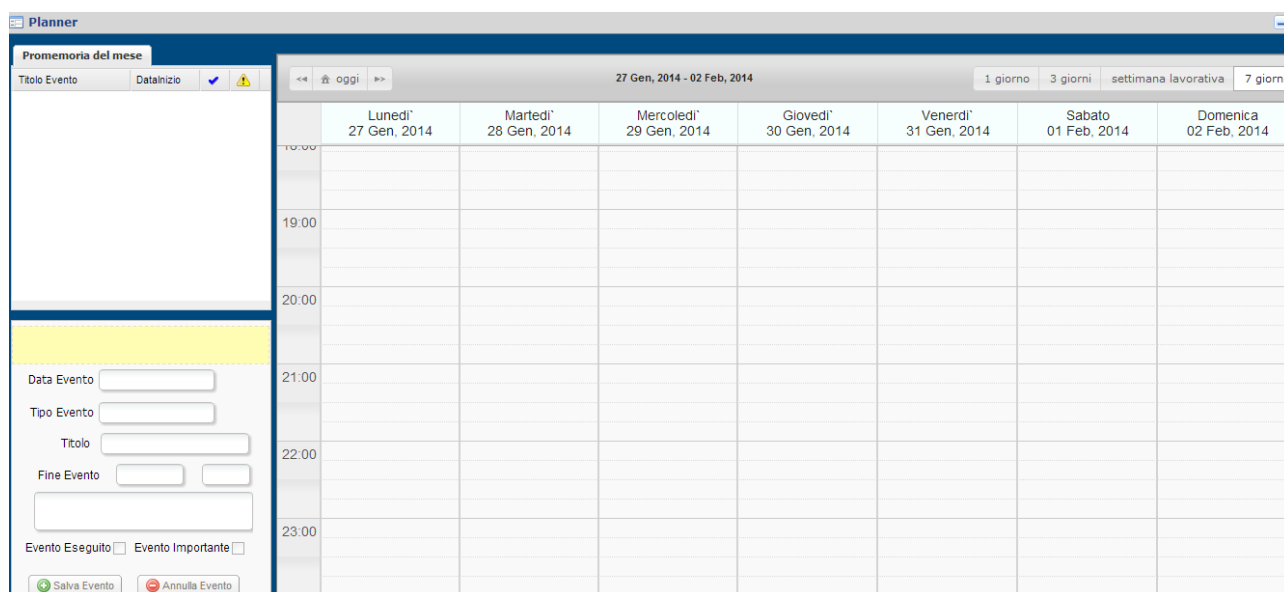 Planner
Promemoria del mese
Titolo Evento DataInizio
<< oggi >> 27 Gen, 2014 - 02 Feb, 2014 1 giorno 3 giorni settimana lavorativa 7 giorn
Lunedi` Martedi` Mercoledi` Giovedi` Venerdi` Sabato Domenica
27 Gen, 2014 28 Gen, 2014 29 Gen, 2014 30 Gen, 2014 31 Gen, 2014 01 Feb, 2014 02 Feb, 2014
19:00
20:00
21:00
22:00
23:00
Data Evento
Tipo Evento
Titolo
Fine Evento
Evento Eseguito Evento Importante
Salva Evento Annulla Evento